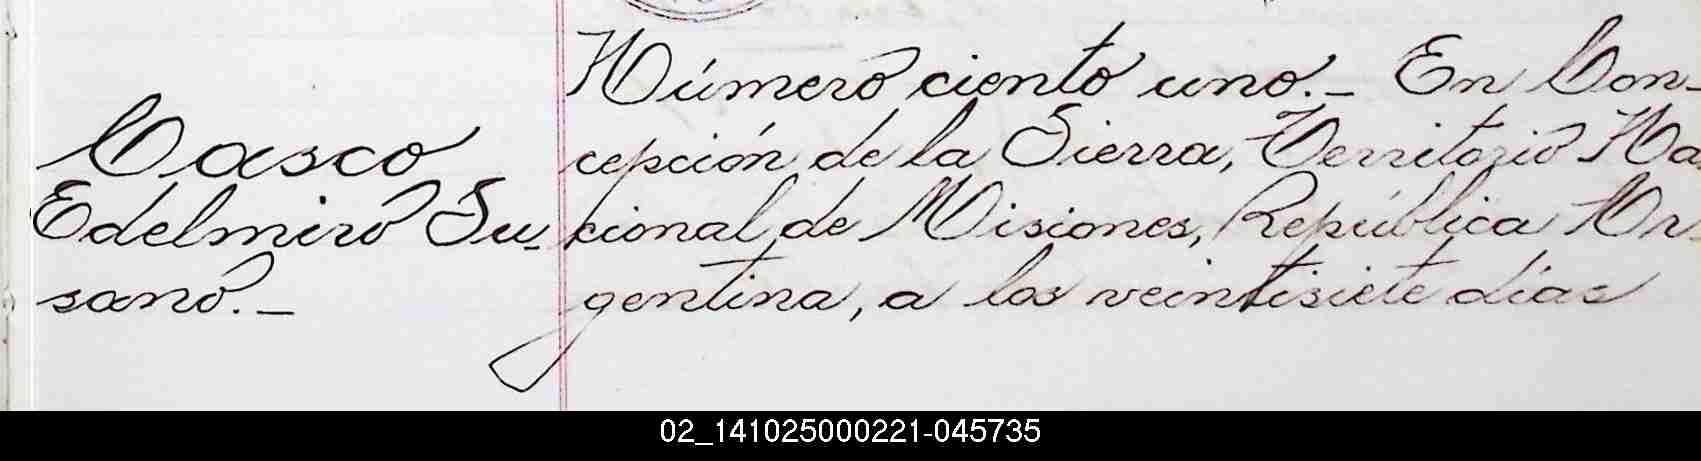 Casco
Edelmiro Su-
sano.-
Número ciento uno.- En Con-
cepción de la Sierra, Territorio Na-
cional de Misiones, República Ar-
gentina, a los veintisiete días
02_141025000221-045735